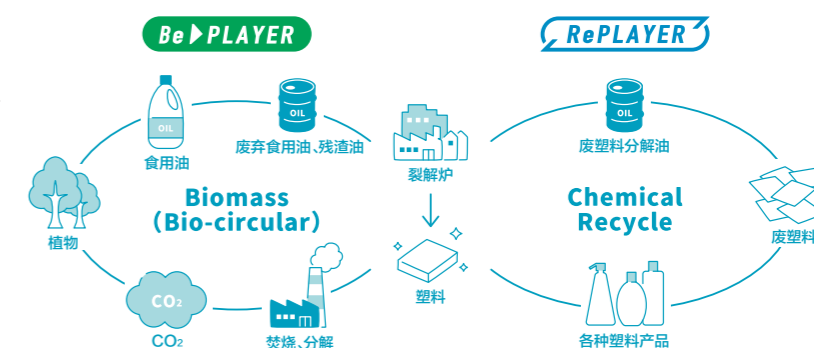 Be PLAYER
RePLAYER
OIL
OIL
OIL
食用油
废弃食用油、残渣油
裂解炉
废塑料分解油
植物
Biomass
（Bio-circular）
Chemical
Recycle
废塑料
塑料
CO₂
CO₂
焚烧、分解
各种塑料产品